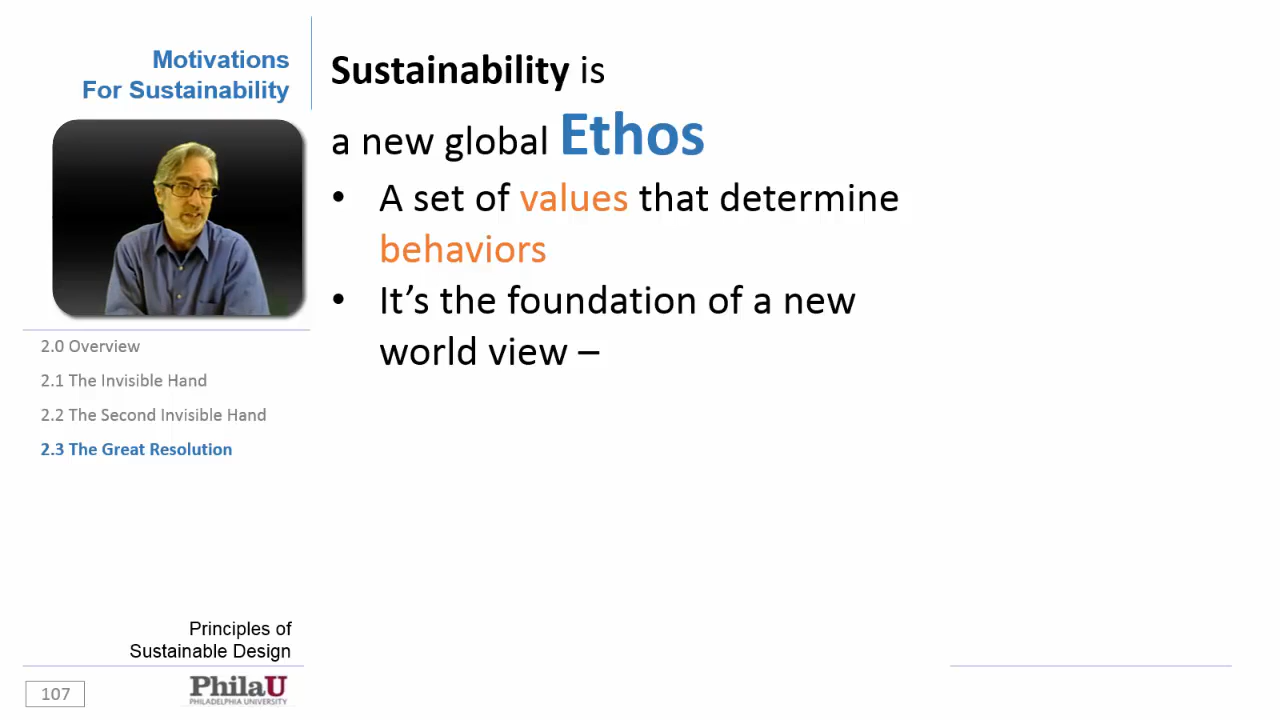 Motivations
For Sustainability
Sustainability is
a new global Ethos
• A set of values that determine
behaviors
• It’s the foundation of a new
world view –
2.0 Overview
2.1 The Invisible Hand
2.2 The Second Invisible Hand
2.3 The Great Resolution
Principles of
Sustainable Design
107
PhilaU
PHILADELPHIA UNIVERSITY